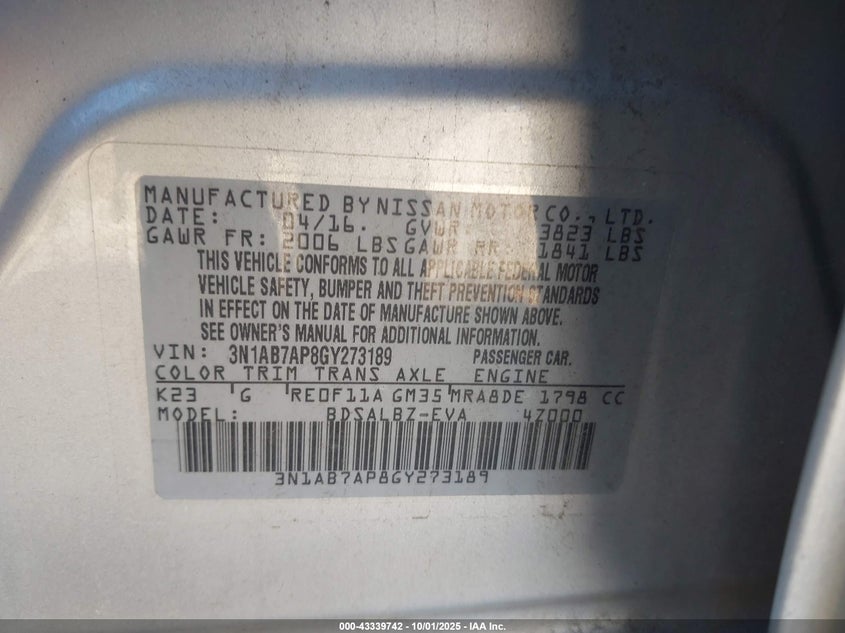 MANUFACTURED BY NISSAN MOTOR CO., LTD.
DATE: 04/16. GVWR: 3823 LBS
GAWR FR: 2006 LBS GAWR RR: 1841 LBS
THIS VEHICLE CONFORMS TO ALL APPLICABLE FEDERAL MOTOR
VEHICLE SAFETY, BUMPER AND THEFT PREVENTION STANDARDS
IN EFFECT ON THE DATE OF MANUFACTURE SHOWN ABOVE.
SEE OWNER'S MANUAL FOR ADDITIONAL INFORMATION.
VIN: 3N1AB7AP8GY273189 PASSENGER CAR.
COLOR TRIM TRANS AXLE ENGINE
K23 G RE0F11A GM35 MRA8DE 1798 CC
MODEL: BDSALBZ-EVA 4Z000
3N1AB7AP8GY273189
000-43339742 - 10/01/2025 - IAA Inc.